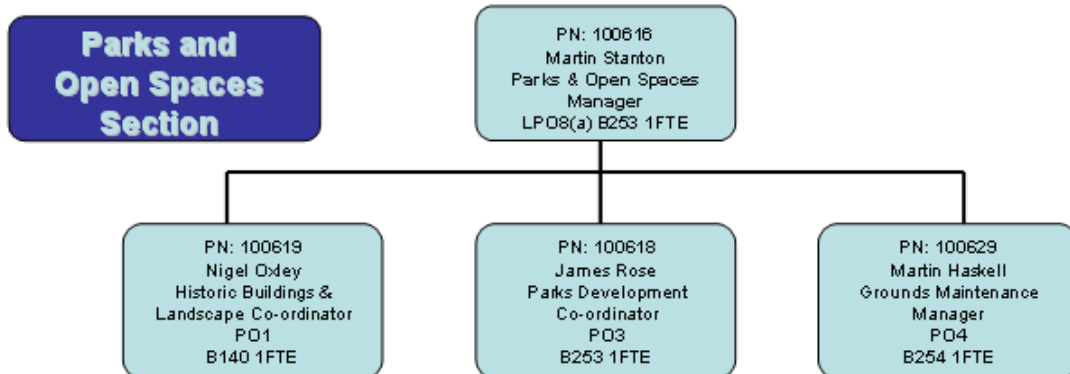 Parks and
Open Spaces
Section
PN: 100616
Martin Stanton
Parks & Open Spaces
Manager
LPO8(a) B253 1FTE
PN: 100619
Nigel Oxley
Historic Buildings &
Landscape Co-ordinator
PO1
B140 1FTE
PN: 100618
James Rose
Parks Development
Co-ordinator
PO3
B253 1FTE
PN: 100629
Martin Haskell
Grounds Maintenance
Manager
PO4
B254 1FTE